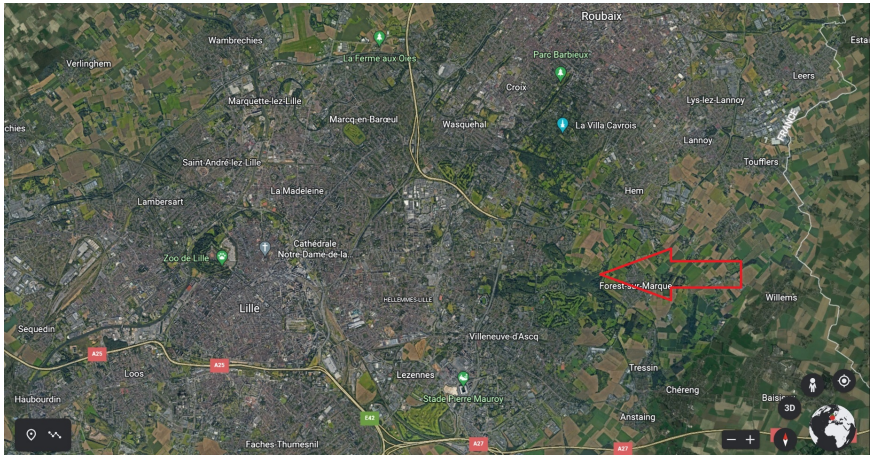 Roubaix
Wambrechies
Esta
La Ferme aux Oies
Parc Barbieux
Verlinghem
Leers
Croix
Marquette-lez-Lille
Lys-lez-Lannoy
Marcq-en-Barœul
Wasquehal
La Villa Cavrois
FRANCE
chies
Lannoy
Saint-André-lez-Lille
Toufflers
La Madeleine
Hem
Lambersart
Cathédrale
Notre-Dame-de-la...
Zoo de Lille
Forest-sur-Marque
Willems
HELLEMMES-LILLE
Lille
Sequedin
Villeneuve-d'Ascq
A25
A25
Tressin
Loos
Lezennes
Chéreng
Haubourdin
Stade Pierre Mauroy
Baisi
3D
E42
Anstaing
Faches-Thumesnil
A27
A27